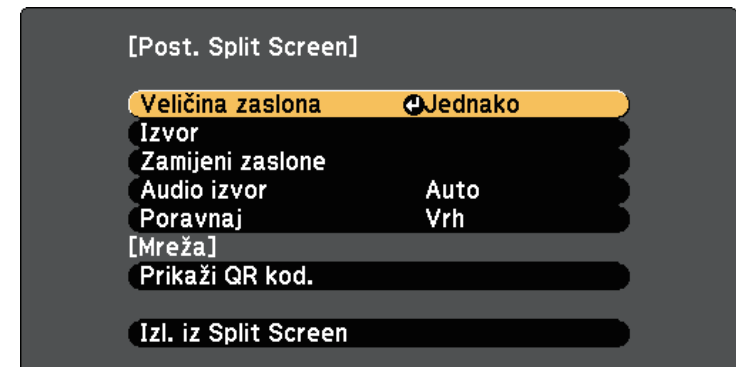 [Post. Split Screen]
Veličina zaslona Jednako
Izvor
Zamijeni zaslone
Audio izvor Auto
Poravnaj Vrh
[Mreža]
Prikaži QR kod.
Izl. iz Split Screen